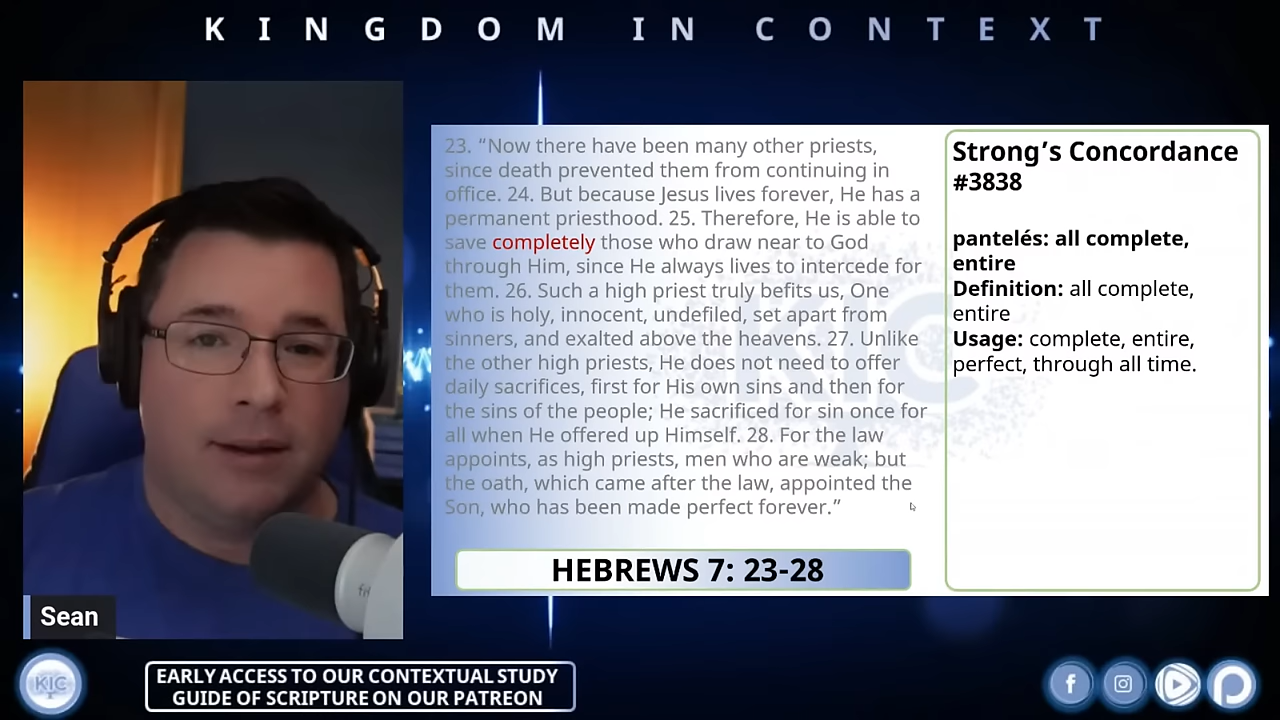 KINGDOM IN CONTEXT
23. “Now there have been many other priests,
since death prevented them from continuing in
office. 24. But because Jesus lives forever, He has a
permanent priesthood. 25. Therefore, He is able to
save completely those who draw near to God
through Him, since He always lives to intercede for
them. 26. Such a high priest truly befits us, One
who is holy, innocent, undefiled, set apart from
sinners, and exalted above the heavens. 27. Unlike
the other high priests, He does not need to offer
daily sacrifices, first for His own sins and then for
the sins of the people; He sacrificed for sin once for
all when He offered up Himself. 28. For the law
appoints, as high priests, men who are weak; but
the oath, which came after the law, appointed the
Son, who has been made perfect forever.”
HEBREWS 7: 23-28
Strong’s Concordance
#3838
pantelés: all complete,
entire
Definition: all complete,
entire
Usage: complete, entire,
perfect, through all time.
Sean
KIC
EARLY ACCESS TO OUR CONTEXTUAL STUDY
GUIDE OF SCRIPTURE ON OUR PATREON